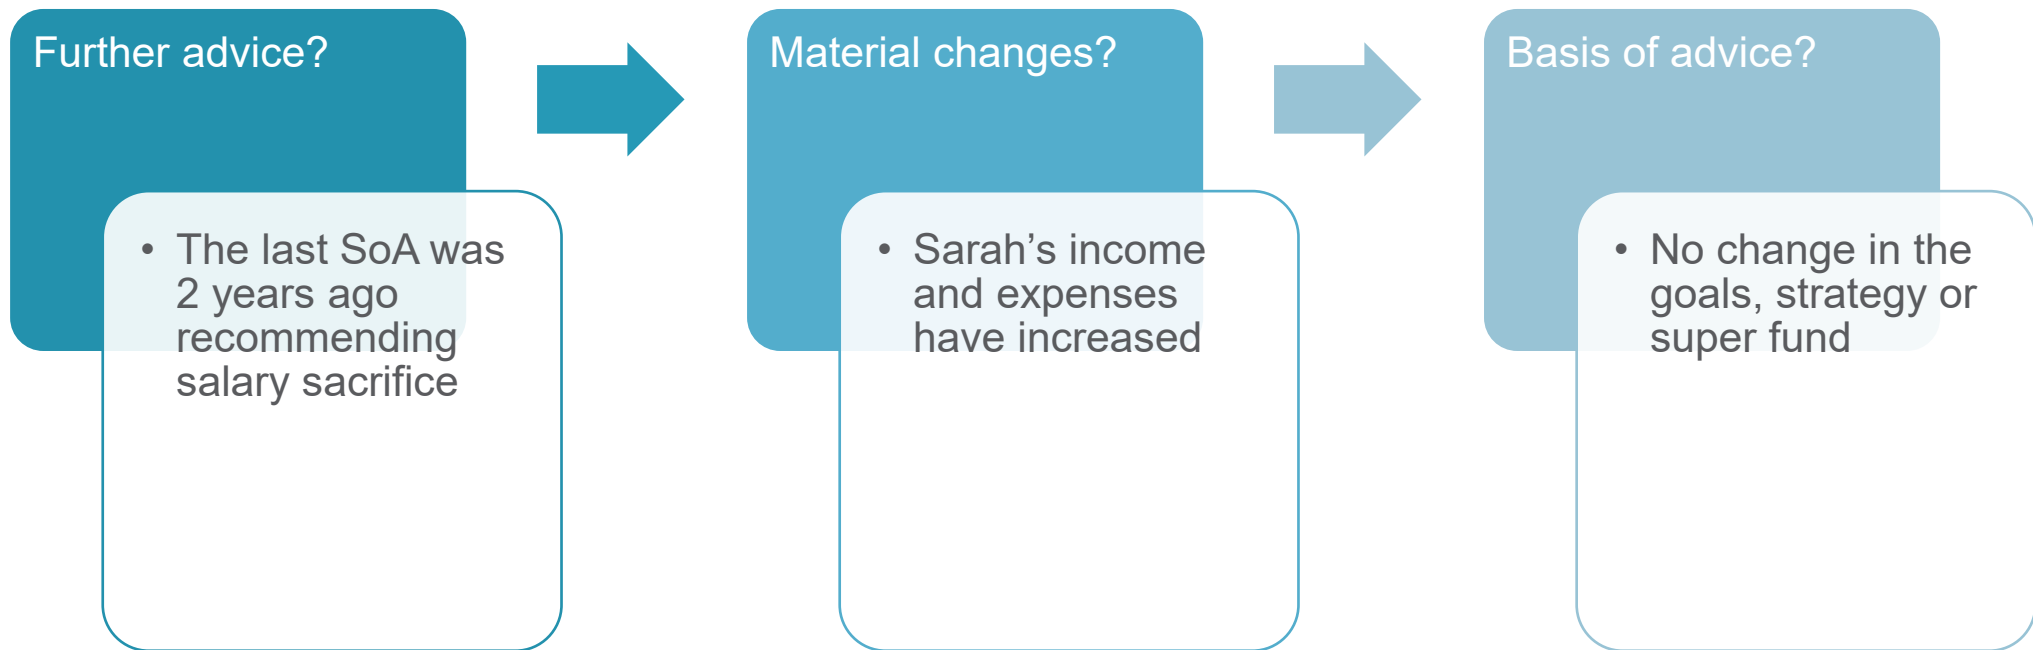 Further advice?
• The last SoA was
2 years ago
recommending
salary sacrifice
Material changes?
• Sarah’s income
and expenses
have increased
Basis of advice?
• No change in the
goals, strategy or
super fund